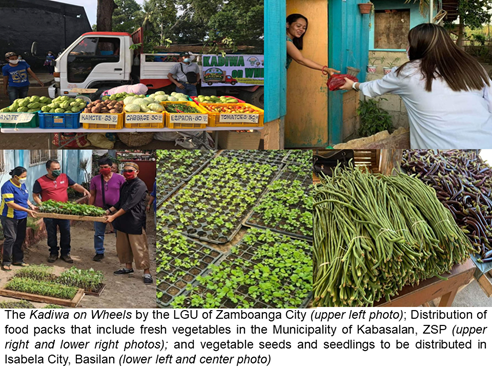 KADIWA
The Kadiwa on Wheels by the LGU of Zamboanga City (upper left photo); Distribution of
food packs that include fresh vegetables in the Municipality of Kabasalan, ZSP (upper
right and lower right photos); and vegetable seeds and seedlings to be distributed in
Isabela City, Basilan (lower left and center photo)